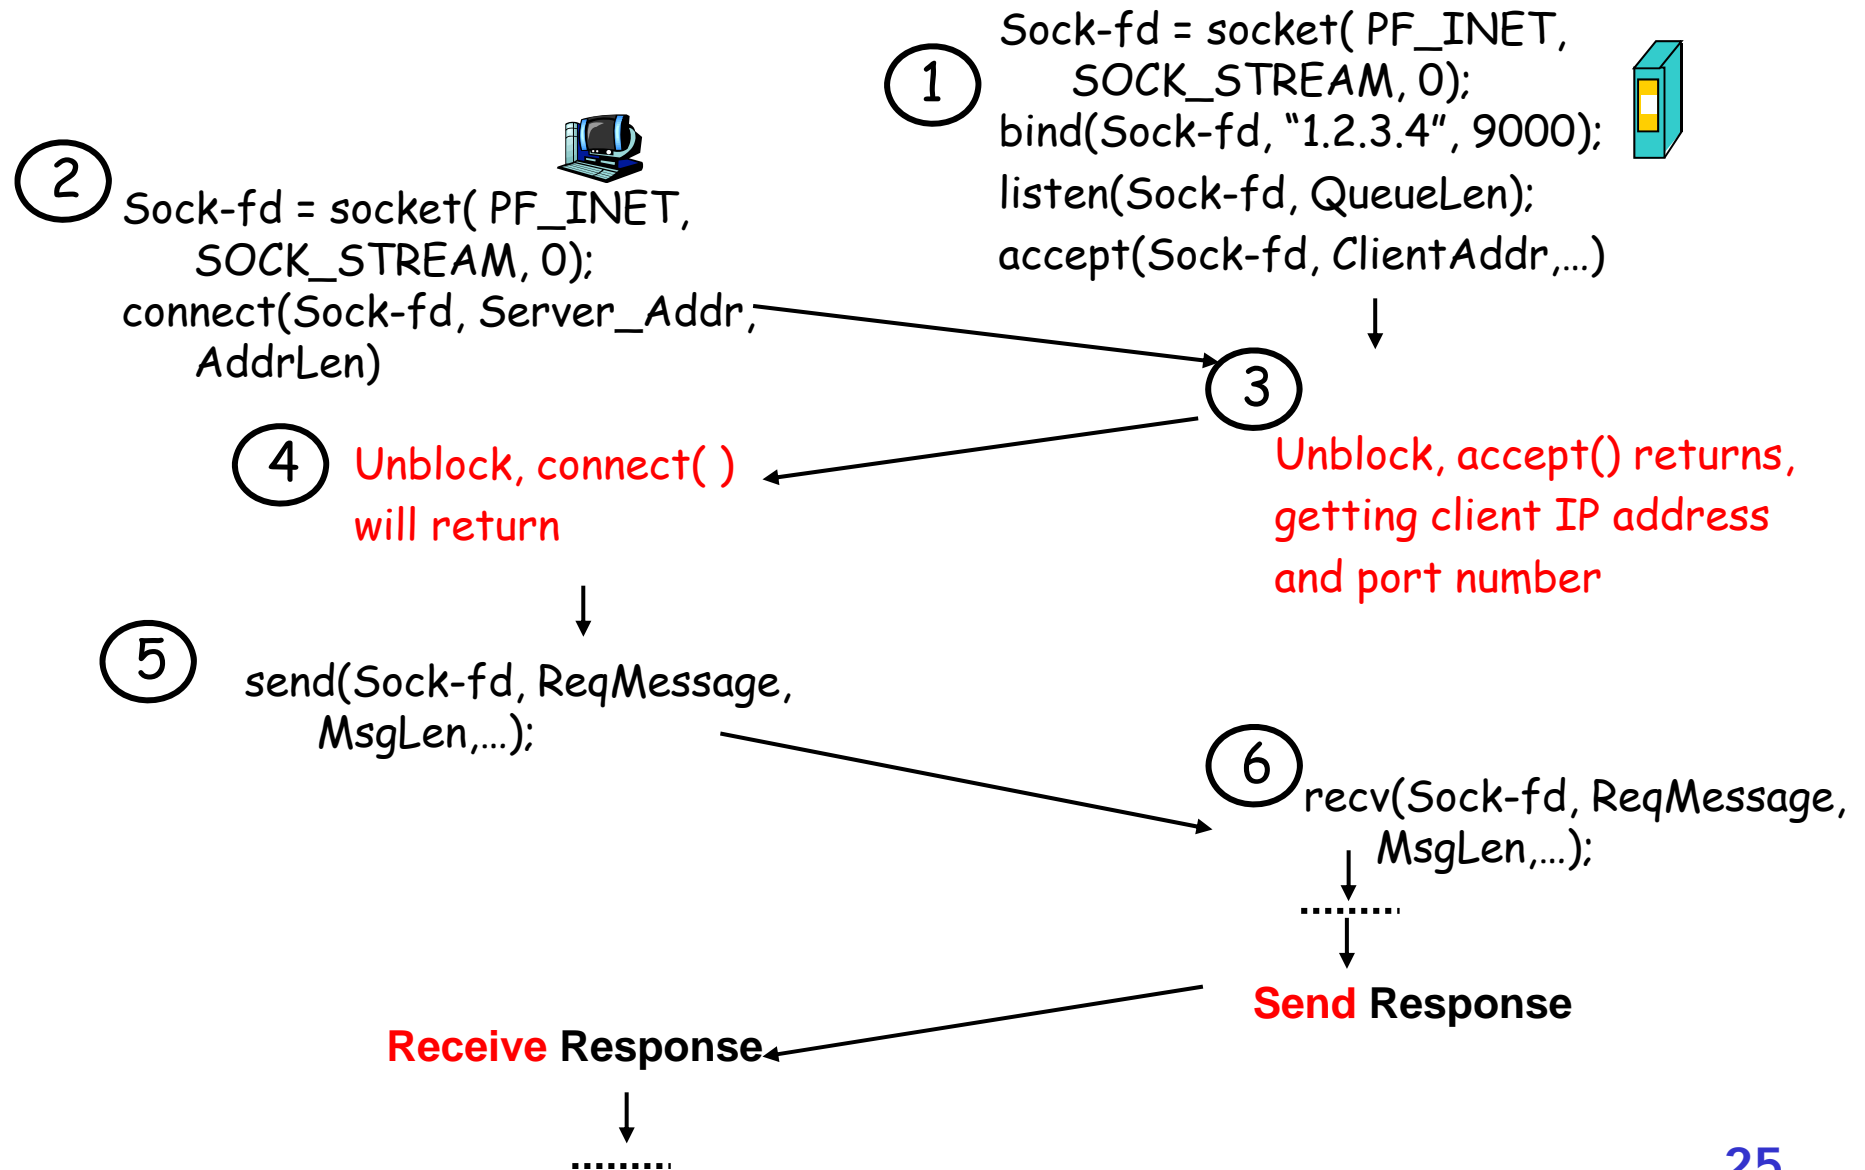 1
Sock-fd = socket( PF_INET,
SOCK_STREAM, 0);
bind(Sock-fd, “1.2.3.4”, 9000);
listen(Sock-fd, QueueLen);
accept(Sock-fd, ClientAddr,…)
2
Sock-fd = socket( PF_INET,
SOCK_STREAM, 0);
connect(Sock-fd, Server_Addr,
AddrLen)
3
Unblock, accept() returns,
getting client IP address
and port number
4
Unblock, connect( )
will return
5
send(Sock-fd, ReqMessage,
MsgLen,…);
6
recv(Sock-fd, ReqMessage,
MsgLen,…);
Send Response
Receive Response
25